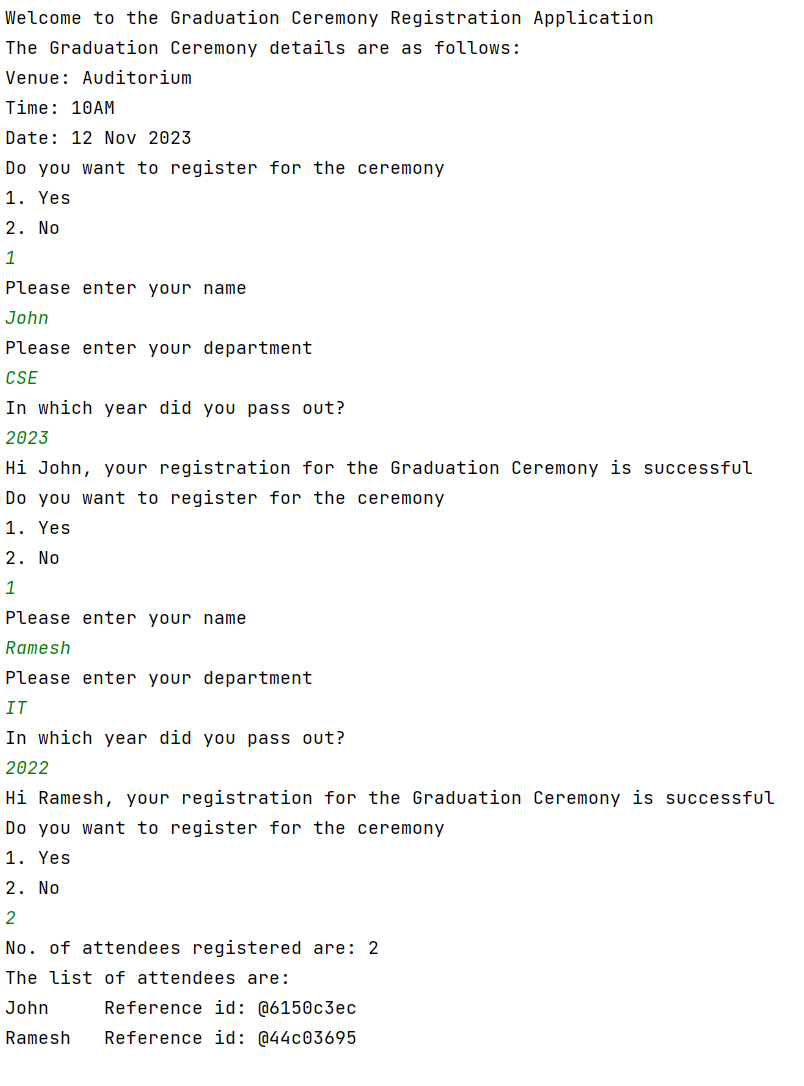 Welcome to the Graduation Ceremony Registration Application
The Graduation Ceremony details are as follows:
Venue: Auditorium
Time: 10AM
Date: 12 Nov 2023
Do you want to register for the ceremony
1. Yes
2. No
1
Please enter your name
John
Please enter your department
CSE
In which year did you pass out?
2023
Hi John, your registration for the Graduation Ceremony is successful
Do you want to register for the ceremony
1. Yes
2. No
1
Please enter your name
Ramesh
Please enter your department
IT
In which year did you pass out?
2022
Hi Ramesh, your registration for the Graduation Ceremony is successful
Do you want to register for the ceremony
1. Yes
2. No
2
No. of attendees registered are: 2
The list of attendees are:
John     Reference id: @6150c3ec
Ramesh   Reference id: @44c03695